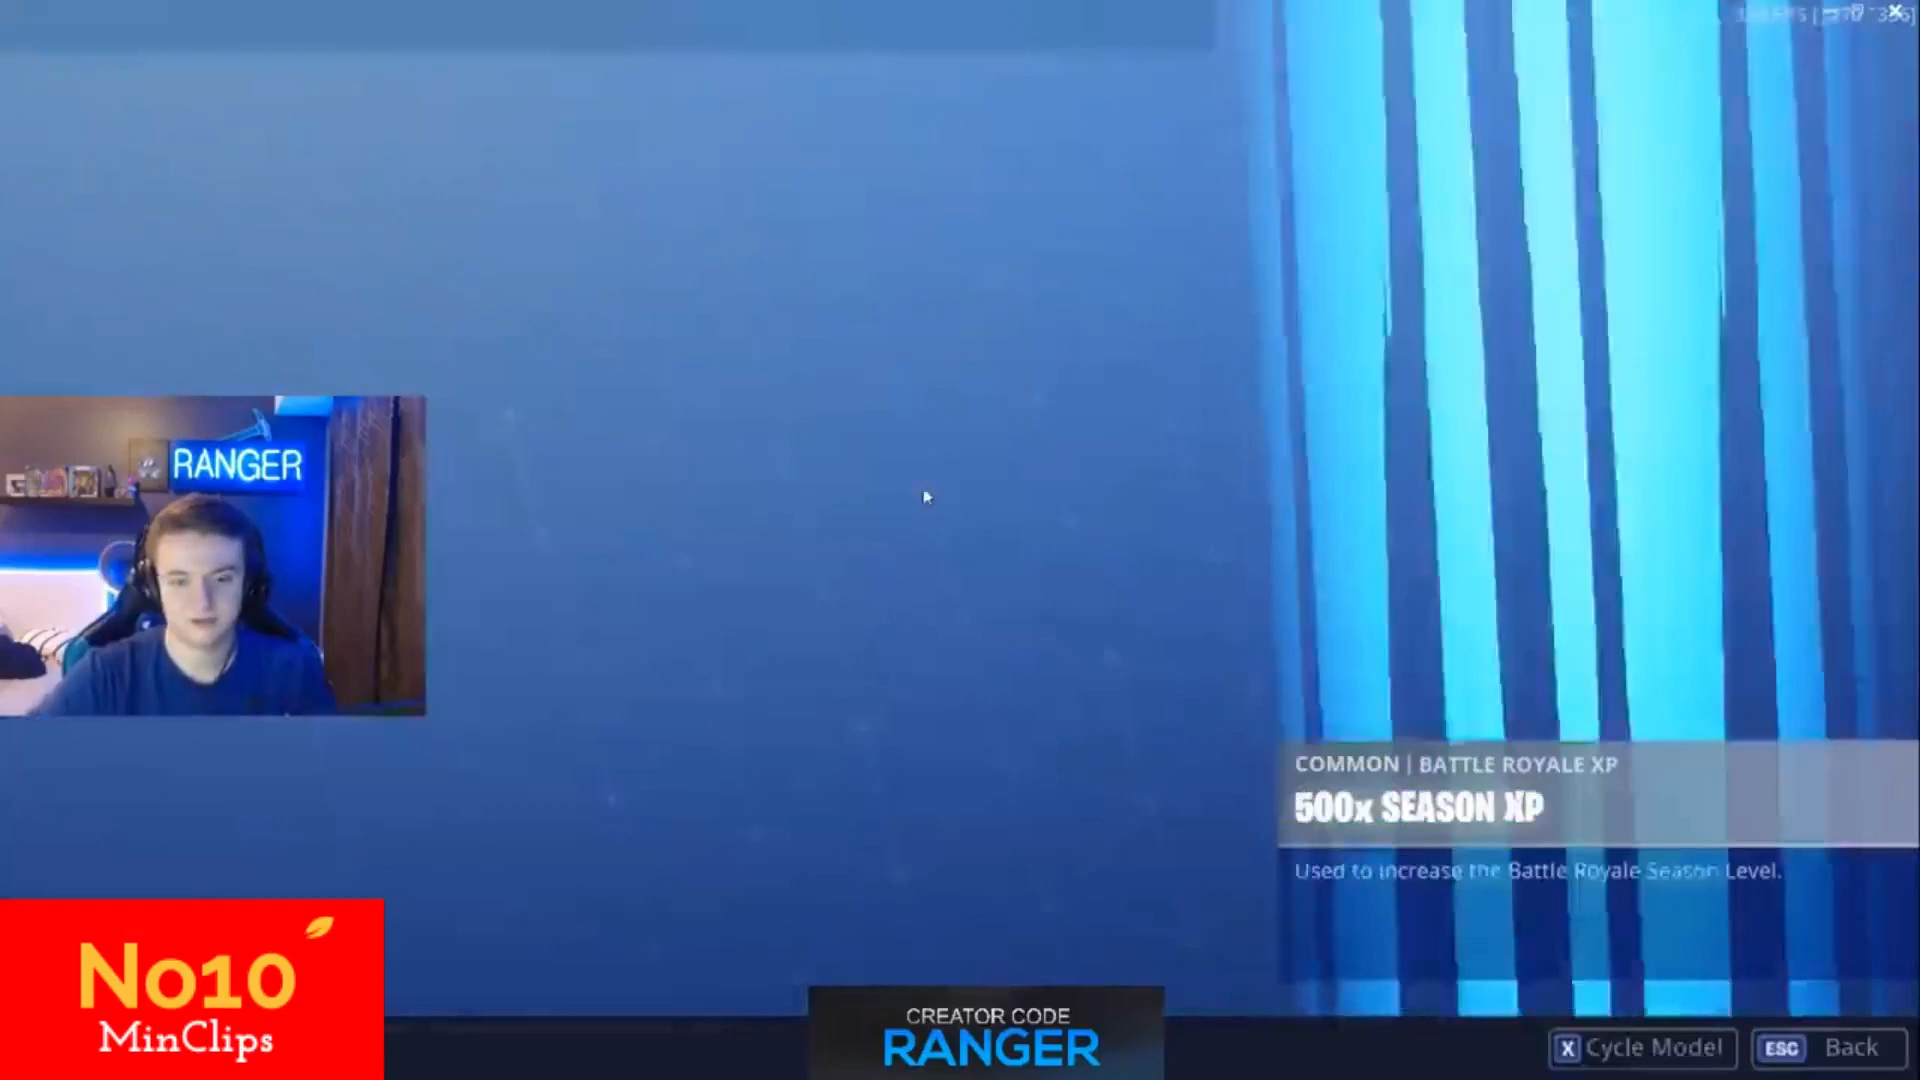 RANGER
COMMON | BATTLE ROYALE XP
500x SEASON XP
Used to increase the Battle Royale Season Level.
No10
MinClips
CREATOR CODE
RANGER
X Cycle Model
ESC Back